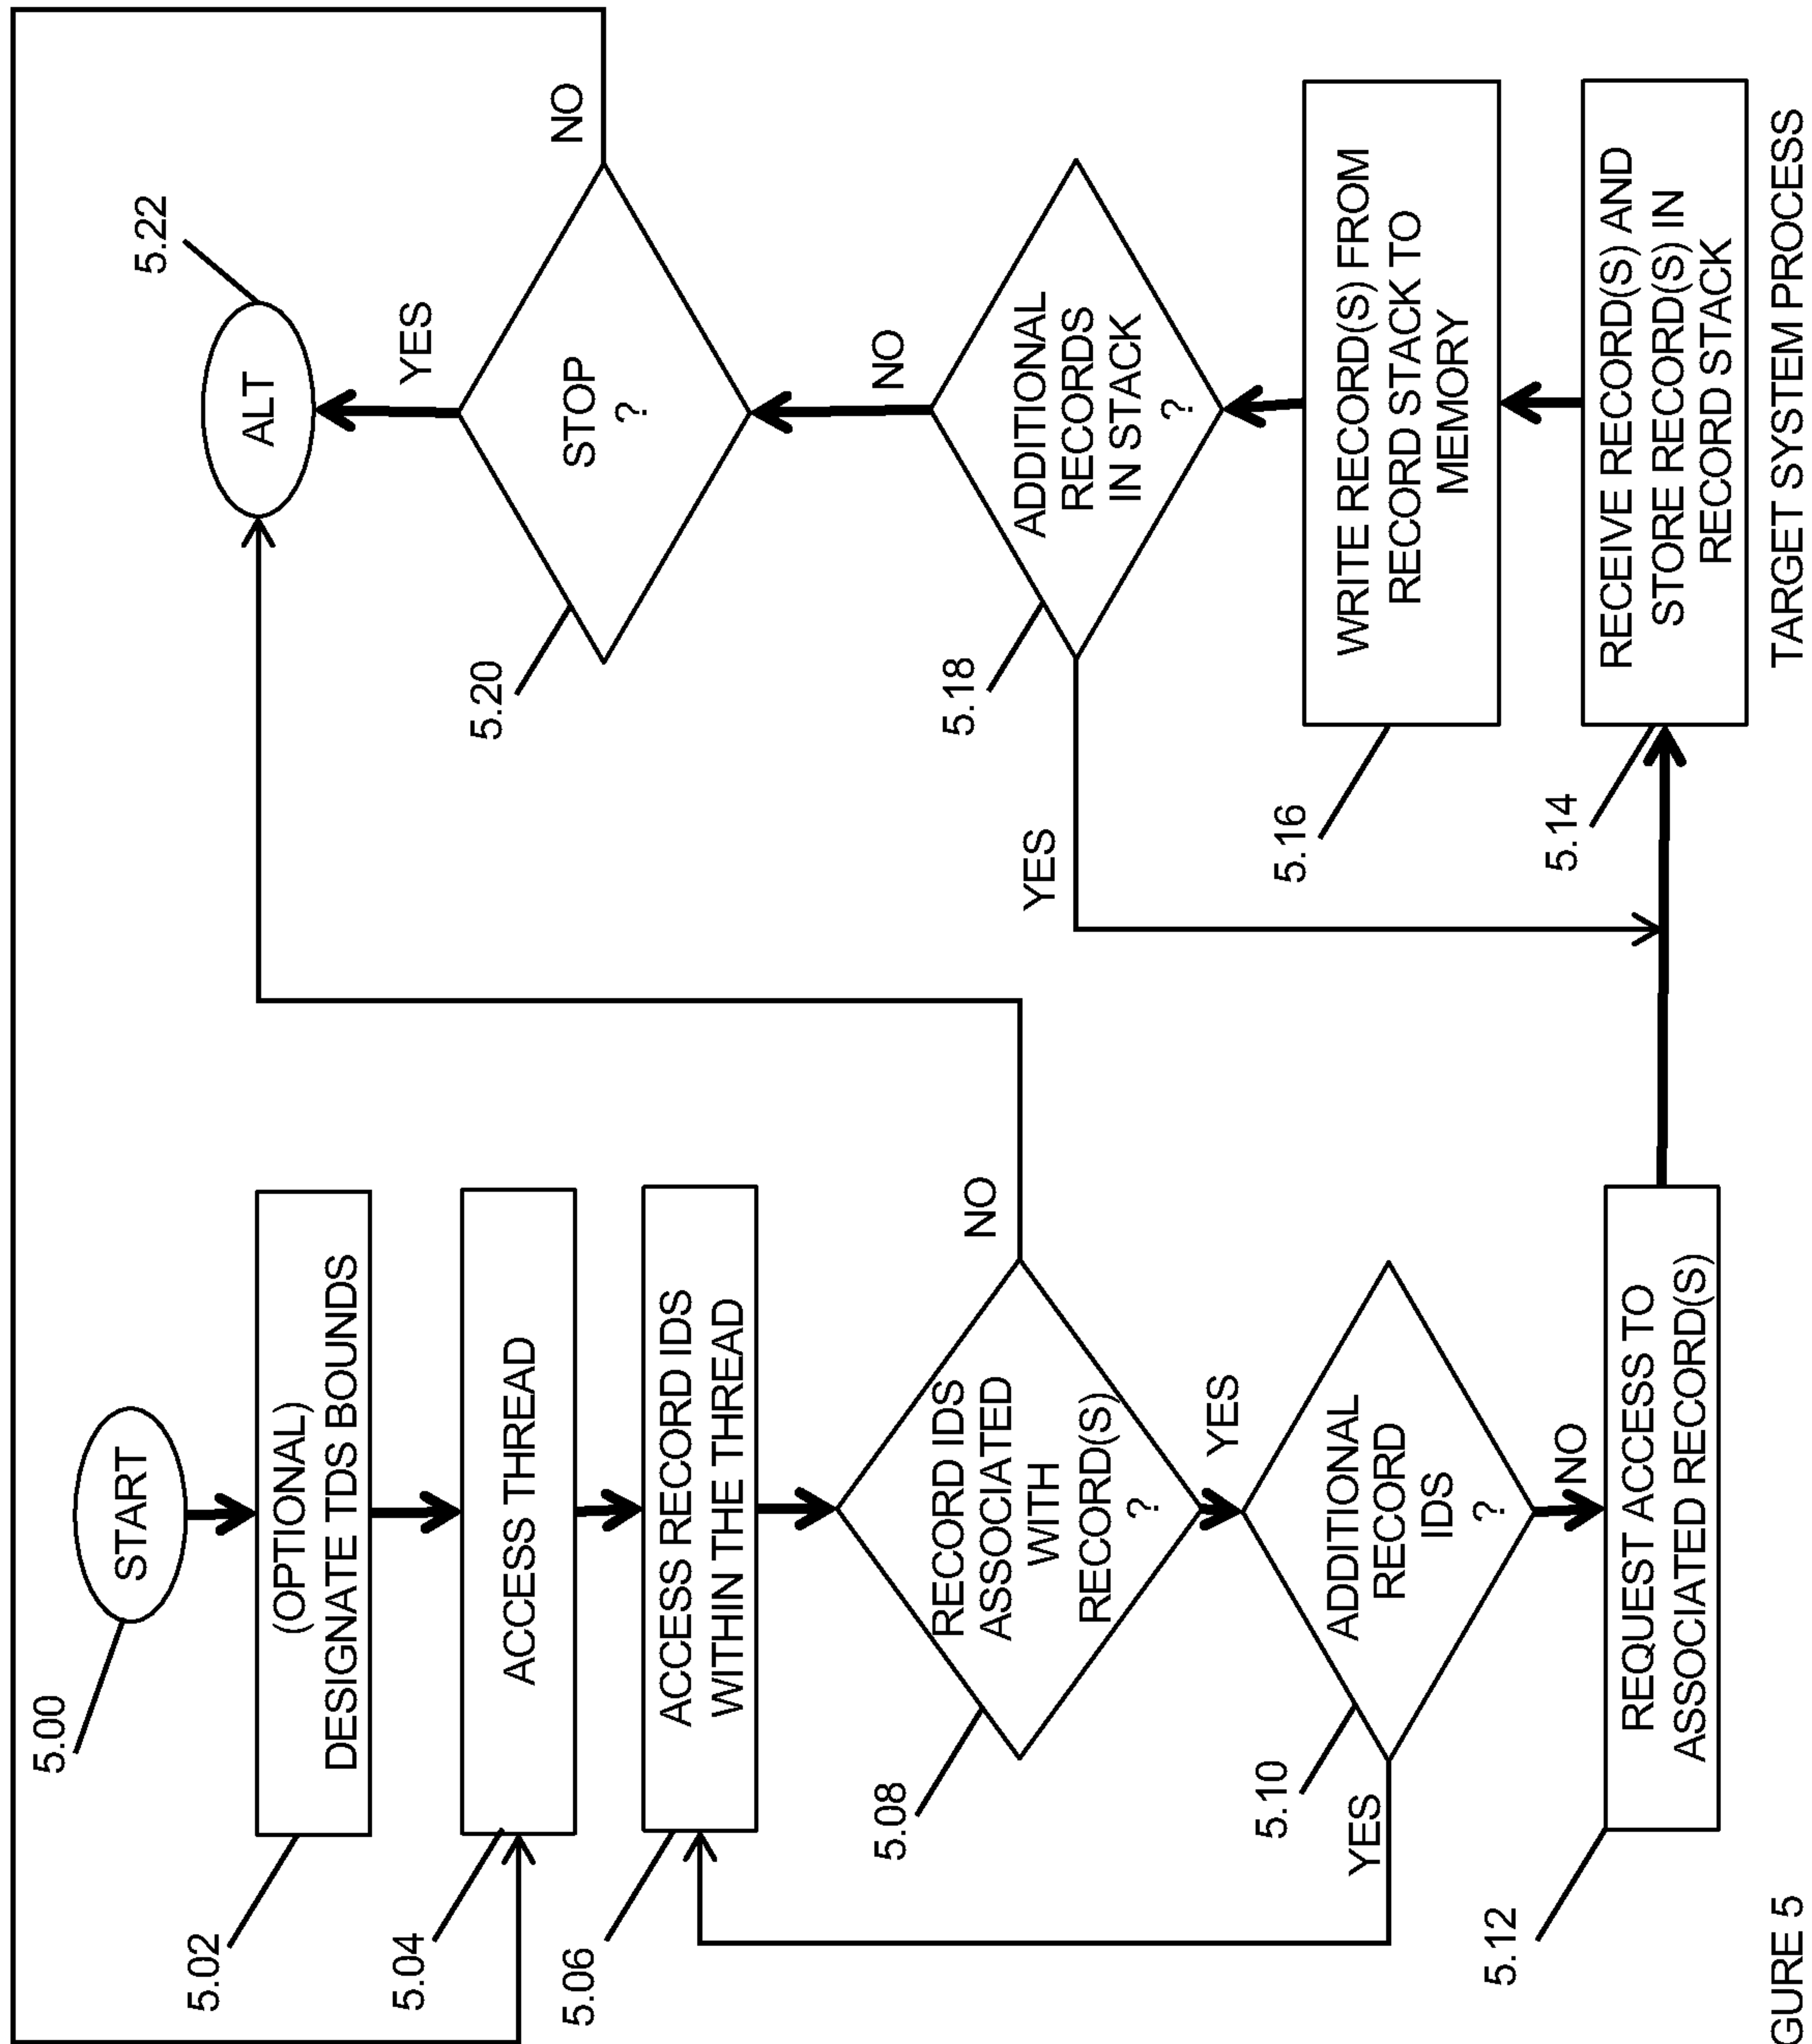 5.00
START
5.02
(OPTIONAL)
DESIGNATE TDS BOUNDS
5.04
ACCESS THREAD
5.06
ACCESS RECORD IDS
WITHIN THE THREAD
5.08
RECORD IDS
ASSOCIATED
WITH
RECORD(S)
?
NO
YES
5.10
ADDITIONAL
RECORD
IDS
?
YES
NO
5.12
REQUEST ACCESS TO
ASSOCIATED RECORD(S)
5.22
ALT
YES
5.20
STOP
?
NO
NO
5.18
ADDITIONAL
RECORDS
IN STACK
?
YES
5.16
WRITE RECORD(S) FROM
RECORD STACK TO
MEMORY
5.14
RECEIVE RECORD(S) AND
STORE RECORD(S) IN
RECORD STACK
GURE 5
TARGET SYSTEM PROCESS